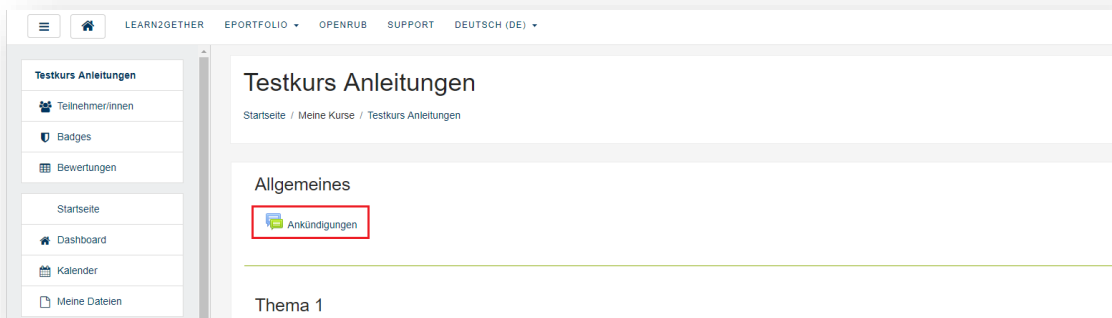 LEARN2GETHER EPORTFOLIO OPENRUB SUPPORT DEUTSCH (DE)
Testkurs Anleitungen
Teilnehmer/innen
Badges
Bewertungen
Startseite
Dashboard
Kalender
Meine Dateien
Testkurs Anleitungen
Startseite / Meine Kurse / Testkurs Anleitungen
Allgemeines
Ankündigungen
Thema 1